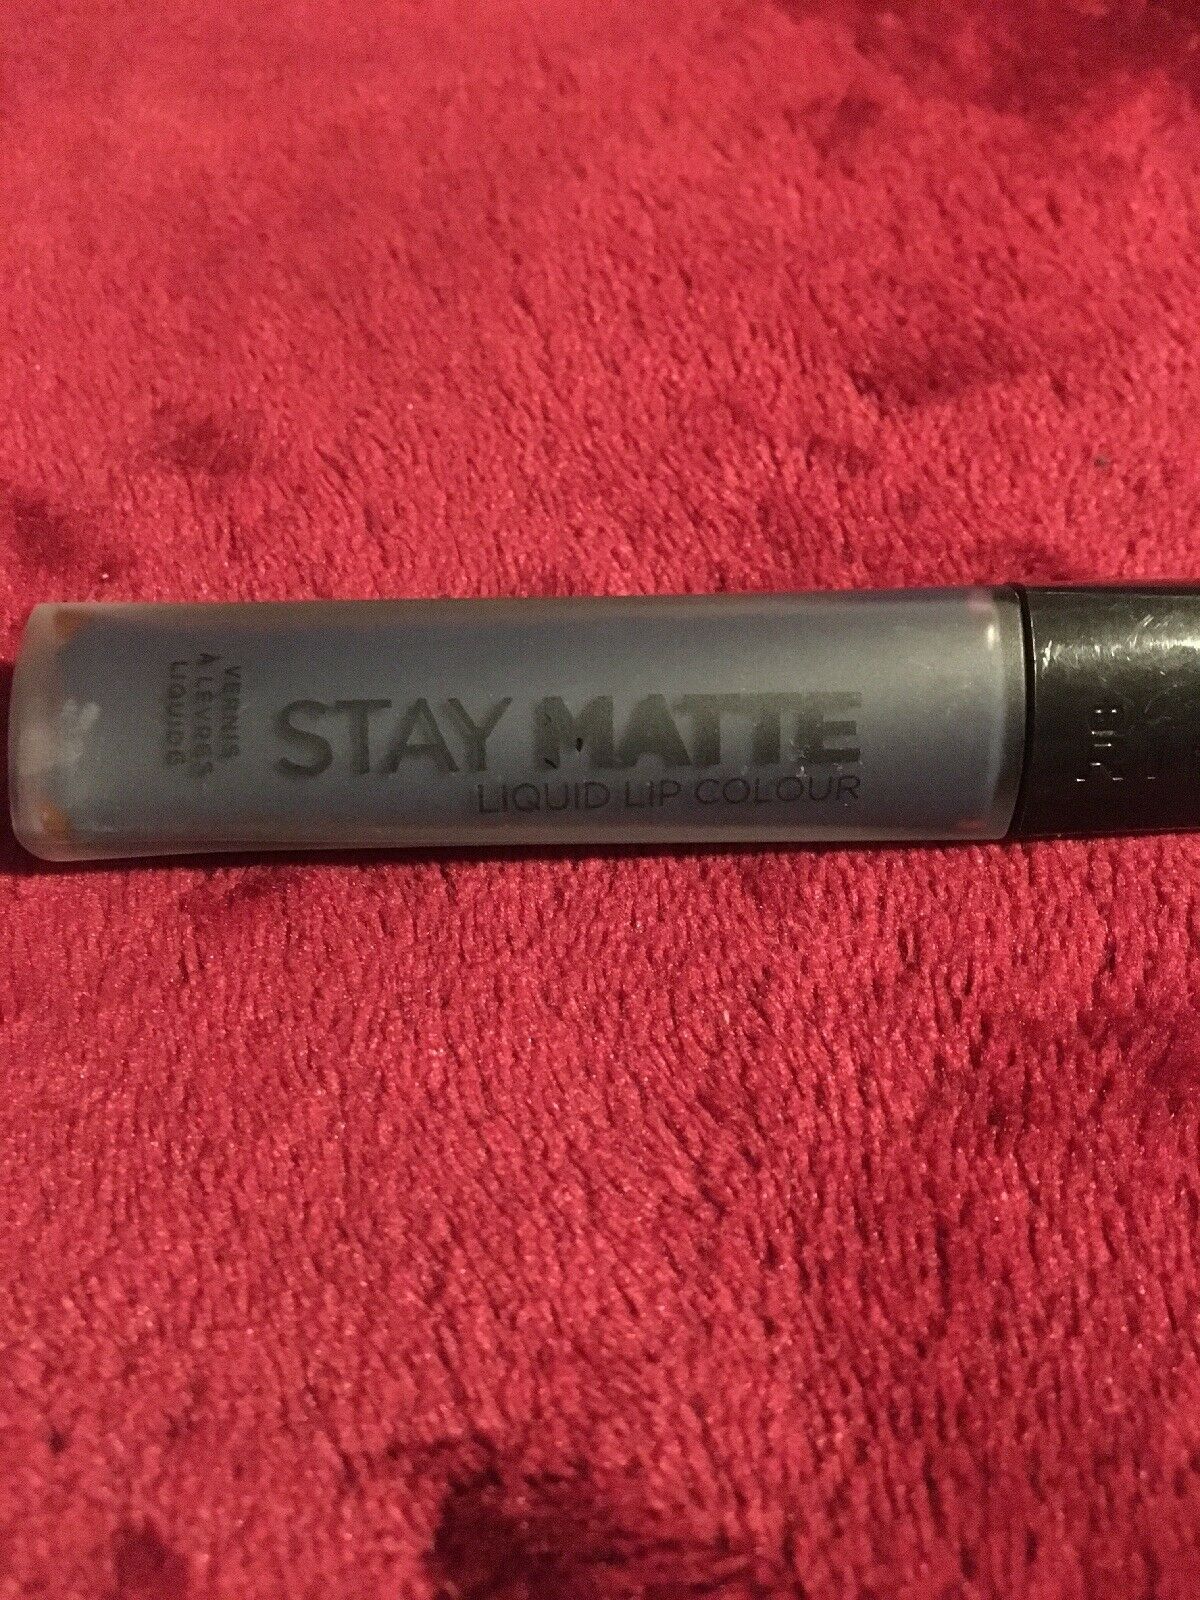 STAY MATTE
LIQUID LIP COLOUR
VERNIS
À LÈVRES
LIQUIDE